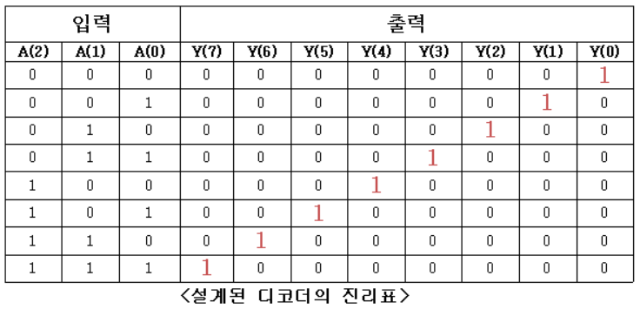 입력 출력
A(2) A(1) A(0) Y(7) Y(6) Y(5) Y(4) Y(3) Y(2) Y(1) Y(0)
0 0 0 0 0 0 0 0 0 0 1
0 0 1 0 0 0 0 0 0 1 0
0 1 0 0 0 0 0 0 1 0 0
0 1 1 0 0 0 0 1 0 0 0
1 0 0 0 0 0 1 0 0 0 0
1 0 1 0 0 1 0 0 0 0 0
1 1 0 0 1 0 0 0 0 0 0
1 1 1 1 0 0 0 0 0 0 0
<설계된 디코더의 진리표>